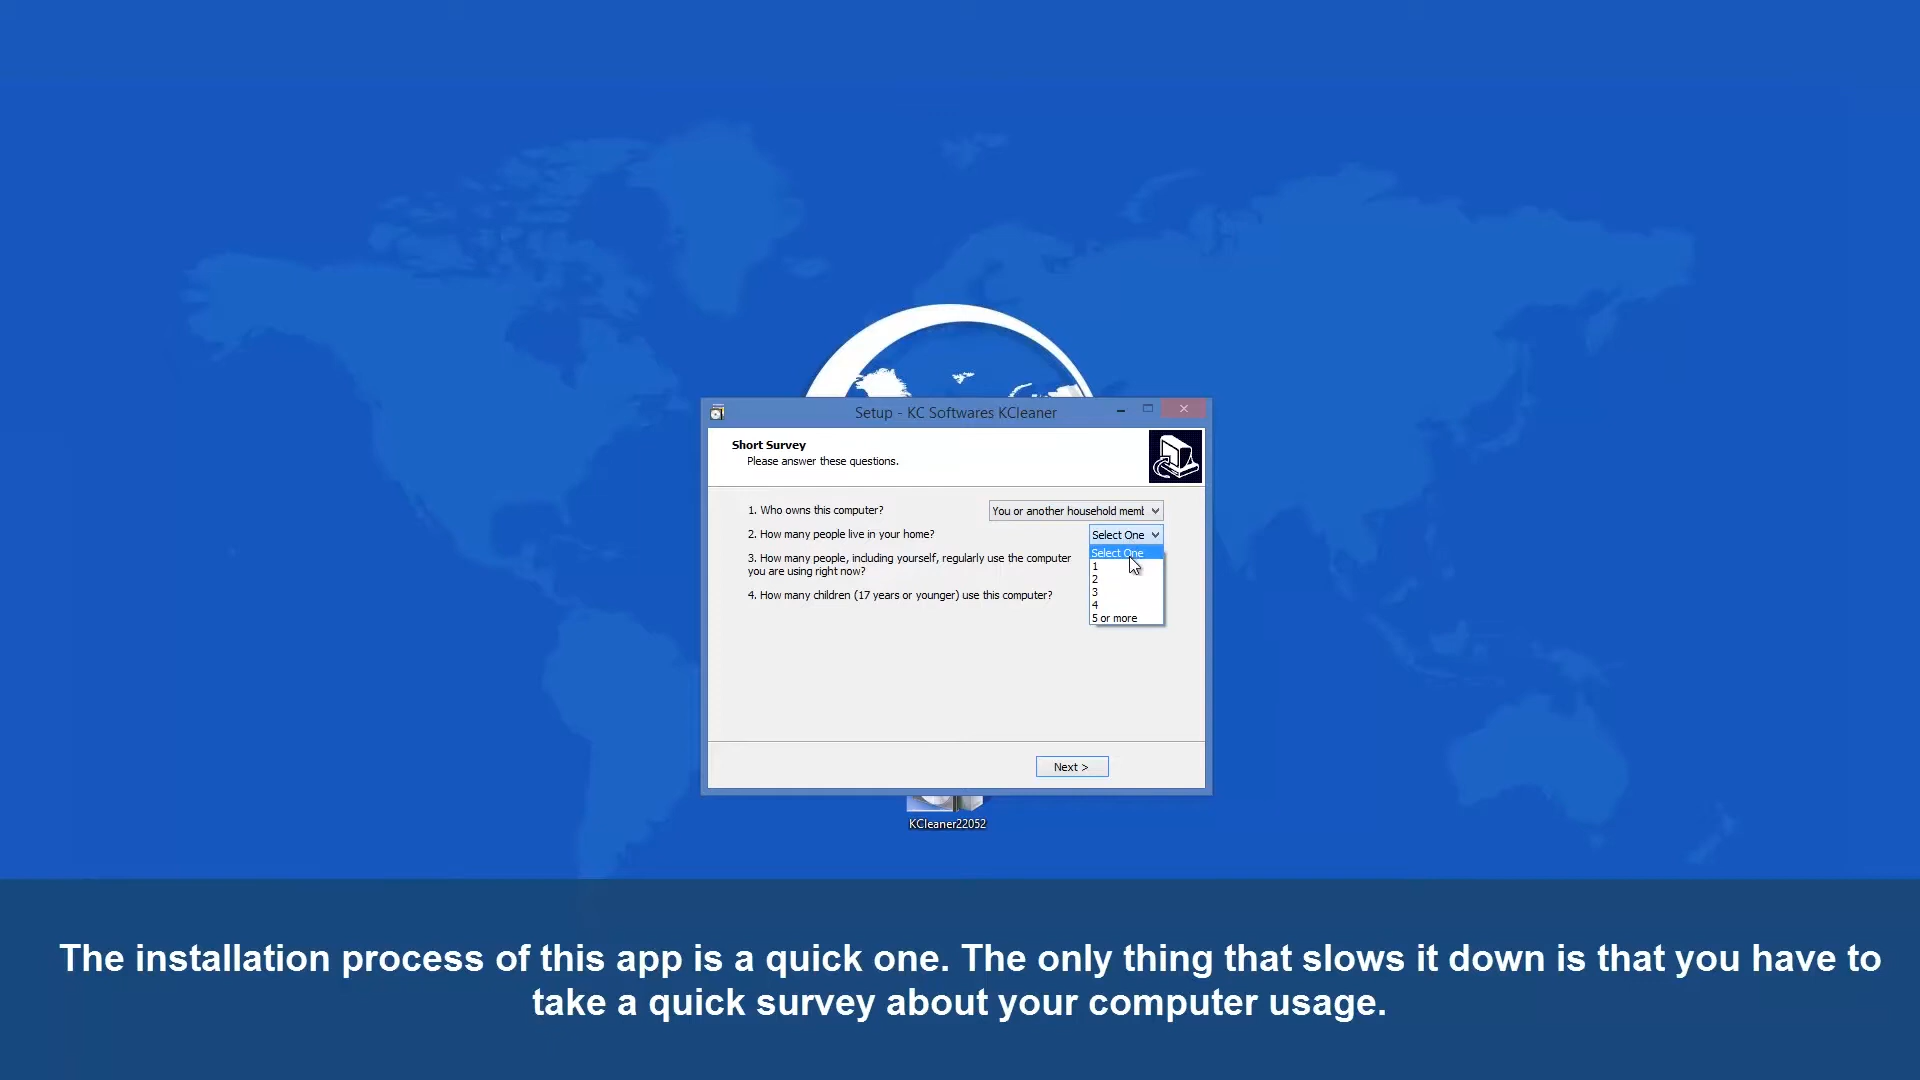 Setup - KC Softwares KCleaner
Short Survey
Please answer these questions.
1. Who owns this computer?
You or another household memb
2. How many people live in your home?
Select One
Select One
3. How many people, including yourself, regularly use the computer
you are using right now?
1
2
3
4. How many children (17 years or younger) use this computer?
4
5 or more
Next >
KCleaner22052
The installation process of this app is a quick one. The only thing that slows it down is that you have to
take a quick survey about your computer usage.